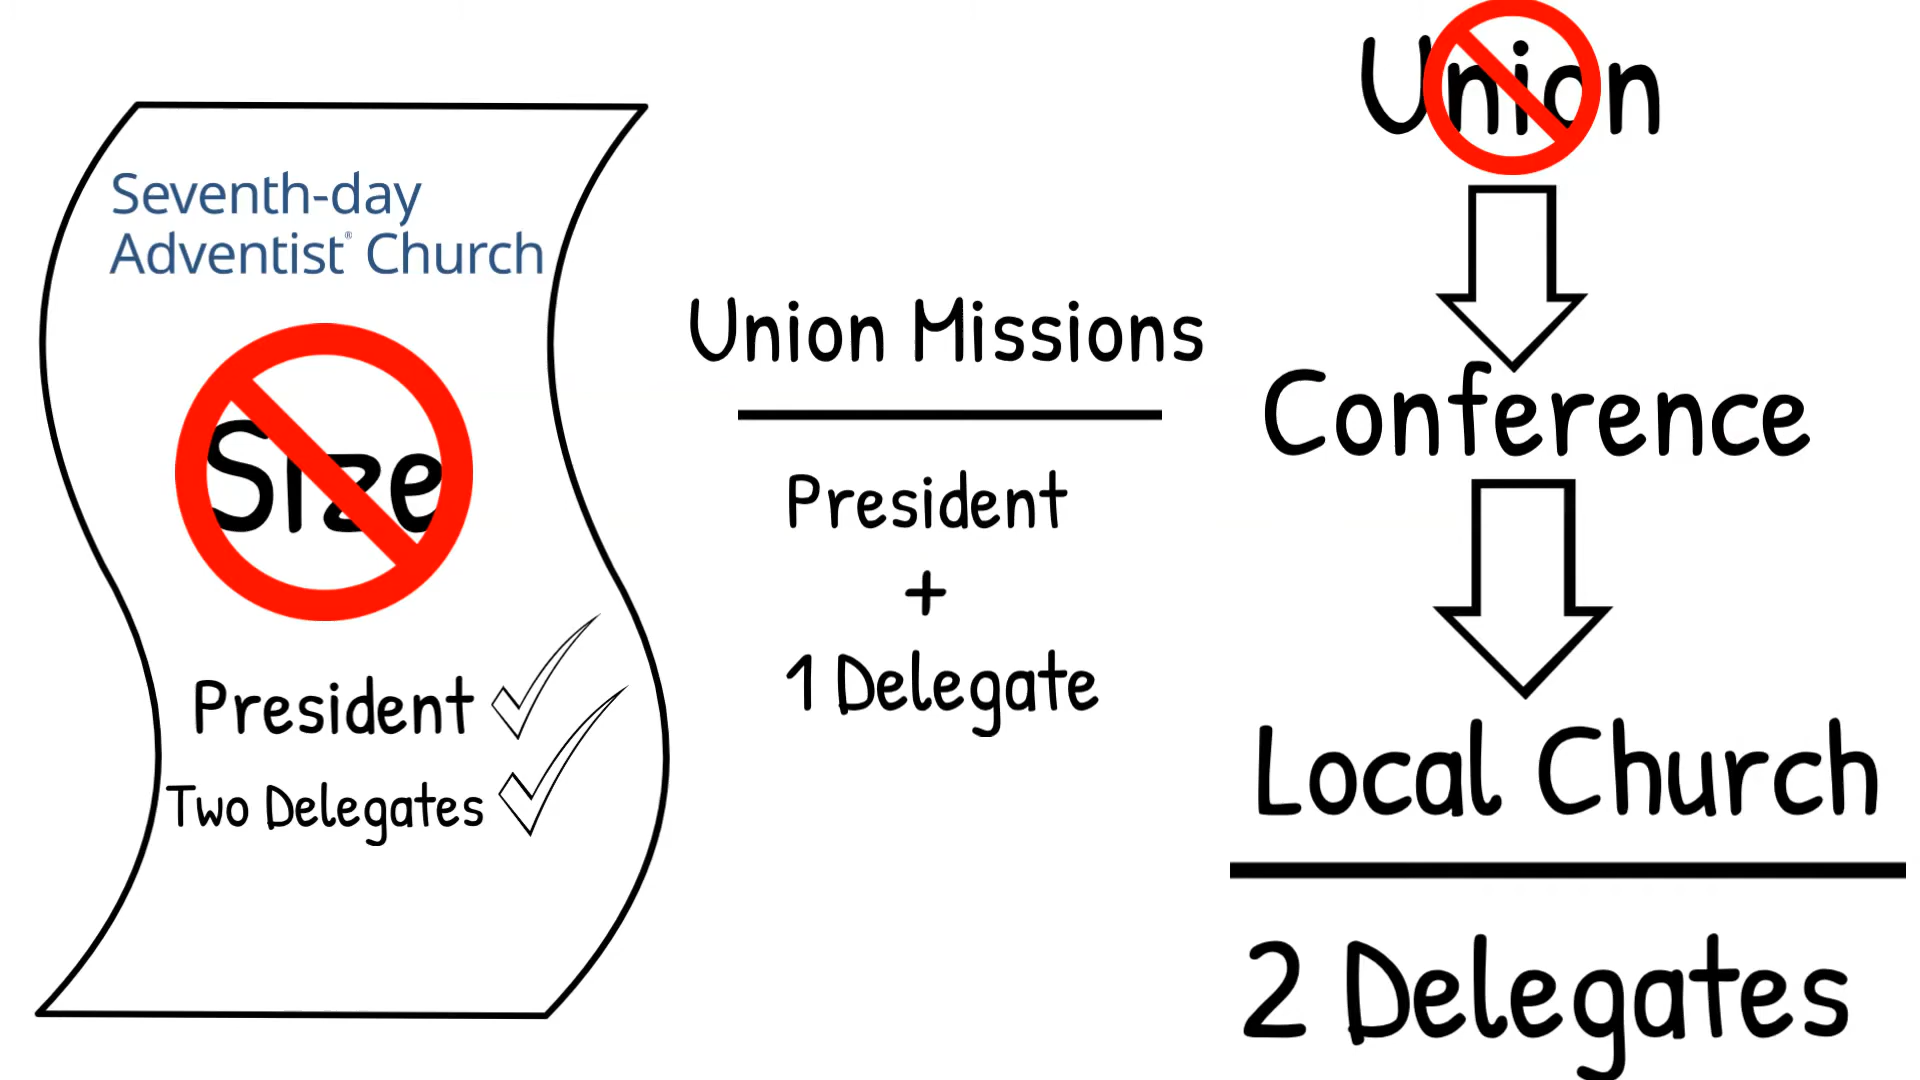 Seventh-day
Adventist® Church
Size
President
Two Delegates
Union Missions
President
+
1 Delegate
Union
Conference
Local Church
2 Delegates